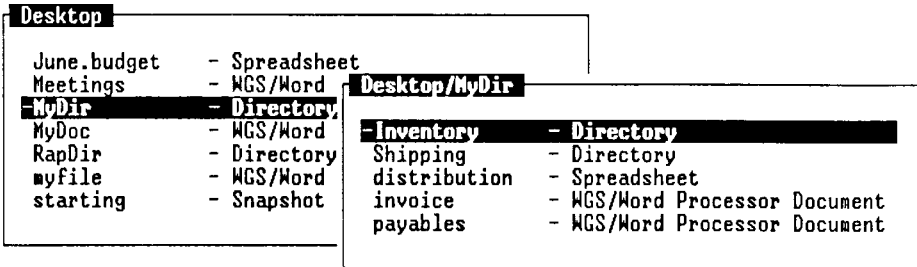 Desktop
June.budget - Spreadsheet
Meetings - WGS/Word
-MyDir - Directory
MyDoc - WGS/Word
RapDir - Directory
myfile - WGS/Word
starting - Snapshot
Desktop/MyDir
-Inventory - Directory
Shipping - Directory
distribution - Spreadsheet
invoice - WGS/Word Processor Document
payables - WGS/Word Processor Document